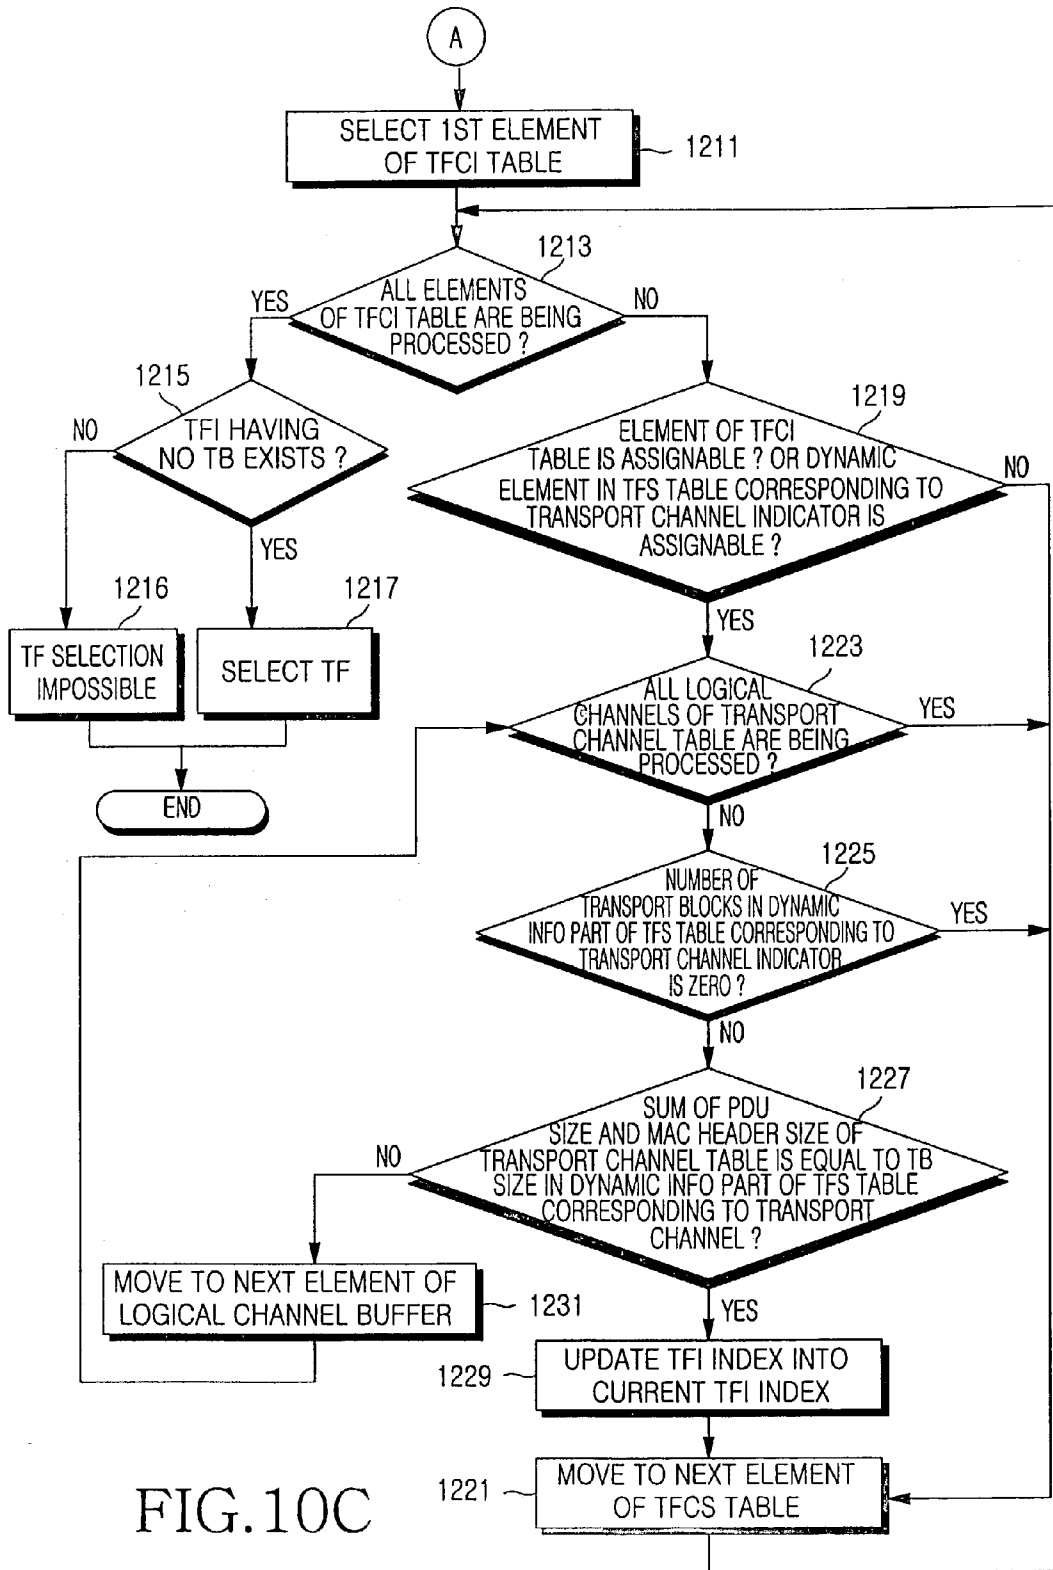 A
SELECT 1ST ELEMENT
OF TFCI TABLE
1211
1213
ALL ELEMENTS
OF TFCI TABLE ARE BEING
PROCESSED ?
YES
NO
1215
TFI HAVING
NO TB EXISTS ?
NO
YES
1219
ELEMENT OF TFCI
TABLE IS ASSIGNABLE ? OR DYNAMIC
ELEMENT IN TFS TABLE CORRESPONDING TO
TRANSPORT CHANNEL INDICATOR IS
ASSIGNABLE ?
NO
YES
1216
TF SELECTION
IMPOSSIBLE
1217
SELECT TF
END
1223
ALL LOGICAL
CHANNELS OF TRANSPORT
CHANNEL TABLE ARE BEING
PROCESSED ?
YES
NO
1225
NUMBER OF
TRANSPORT BLOCKS IN DYNAMIC
INFO PART OF TFS TABLE CORRESPONDING TO
TRANSPORT CHANNEL INDICATOR
IS ZERO ?
YES
NO
1227
SUM OF PDU
SIZE AND MAC HEADER SIZE OF
TRANSPORT CHANNEL TABLE IS EQUAL TO TB
SIZE IN DYNAMIC INFO PART OF TFS TABLE
CORRESPONDING TO TRANSPORT
CHANNEL ?
NO
YES
MOVE TO NEXT ELEMENT OF
LOGICAL CHANNEL BUFFER
1231
1229
UPDATE TFI INDEX INTO
CURRENT TFI INDEX
1221
MOVE TO NEXT ELEMENT
OF TFCS TABLE
FIG.10C